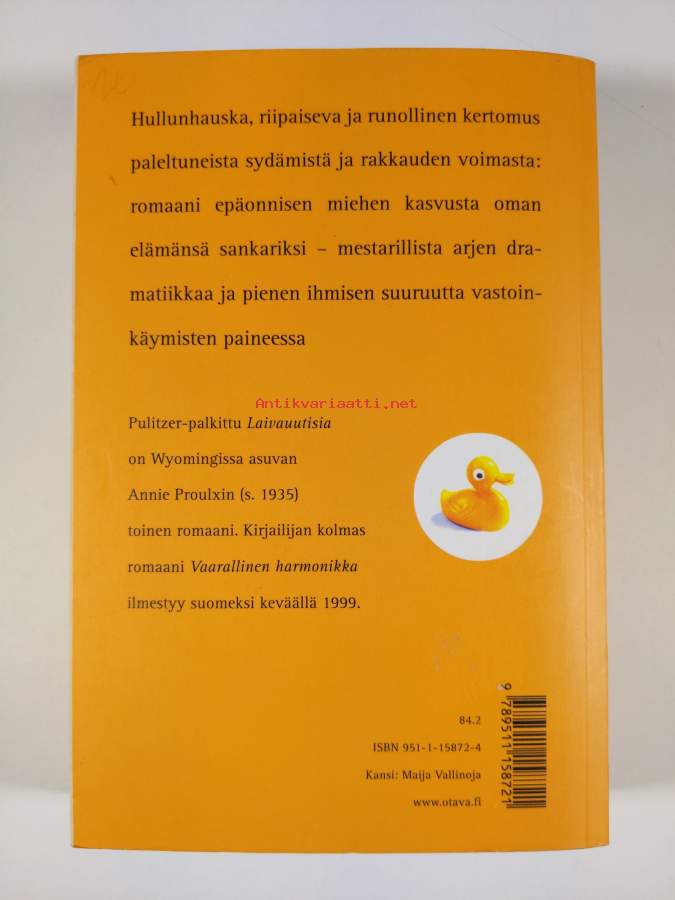 Hullunhauska, riipaiseva ja runollinen kertomus
paleltuneista sydämistä ja rakkauden voimasta:
romaani epäonnisen miehen kasvusta oman
elämänsä sankariksi – mestarillista arjen dra-
matiikkaa ja pienen ihmisen suuruutta vastoin-
käymisten paineessa
Antikvariaatti.net
Pulitzer-palkittu Laivauutisia
on Wyomingissa asuvan
Annie Proulxin (s. 1935)
toinen romaani. Kirjailijan kolmas
romaani Vaarallinen harmonikka
ilmestyy suomeksi keväällä 1999.
84.2
ISBN 951-1-15872-4
Kansi: Maija Vallinoja
www.otava.fi
9 789511 158721